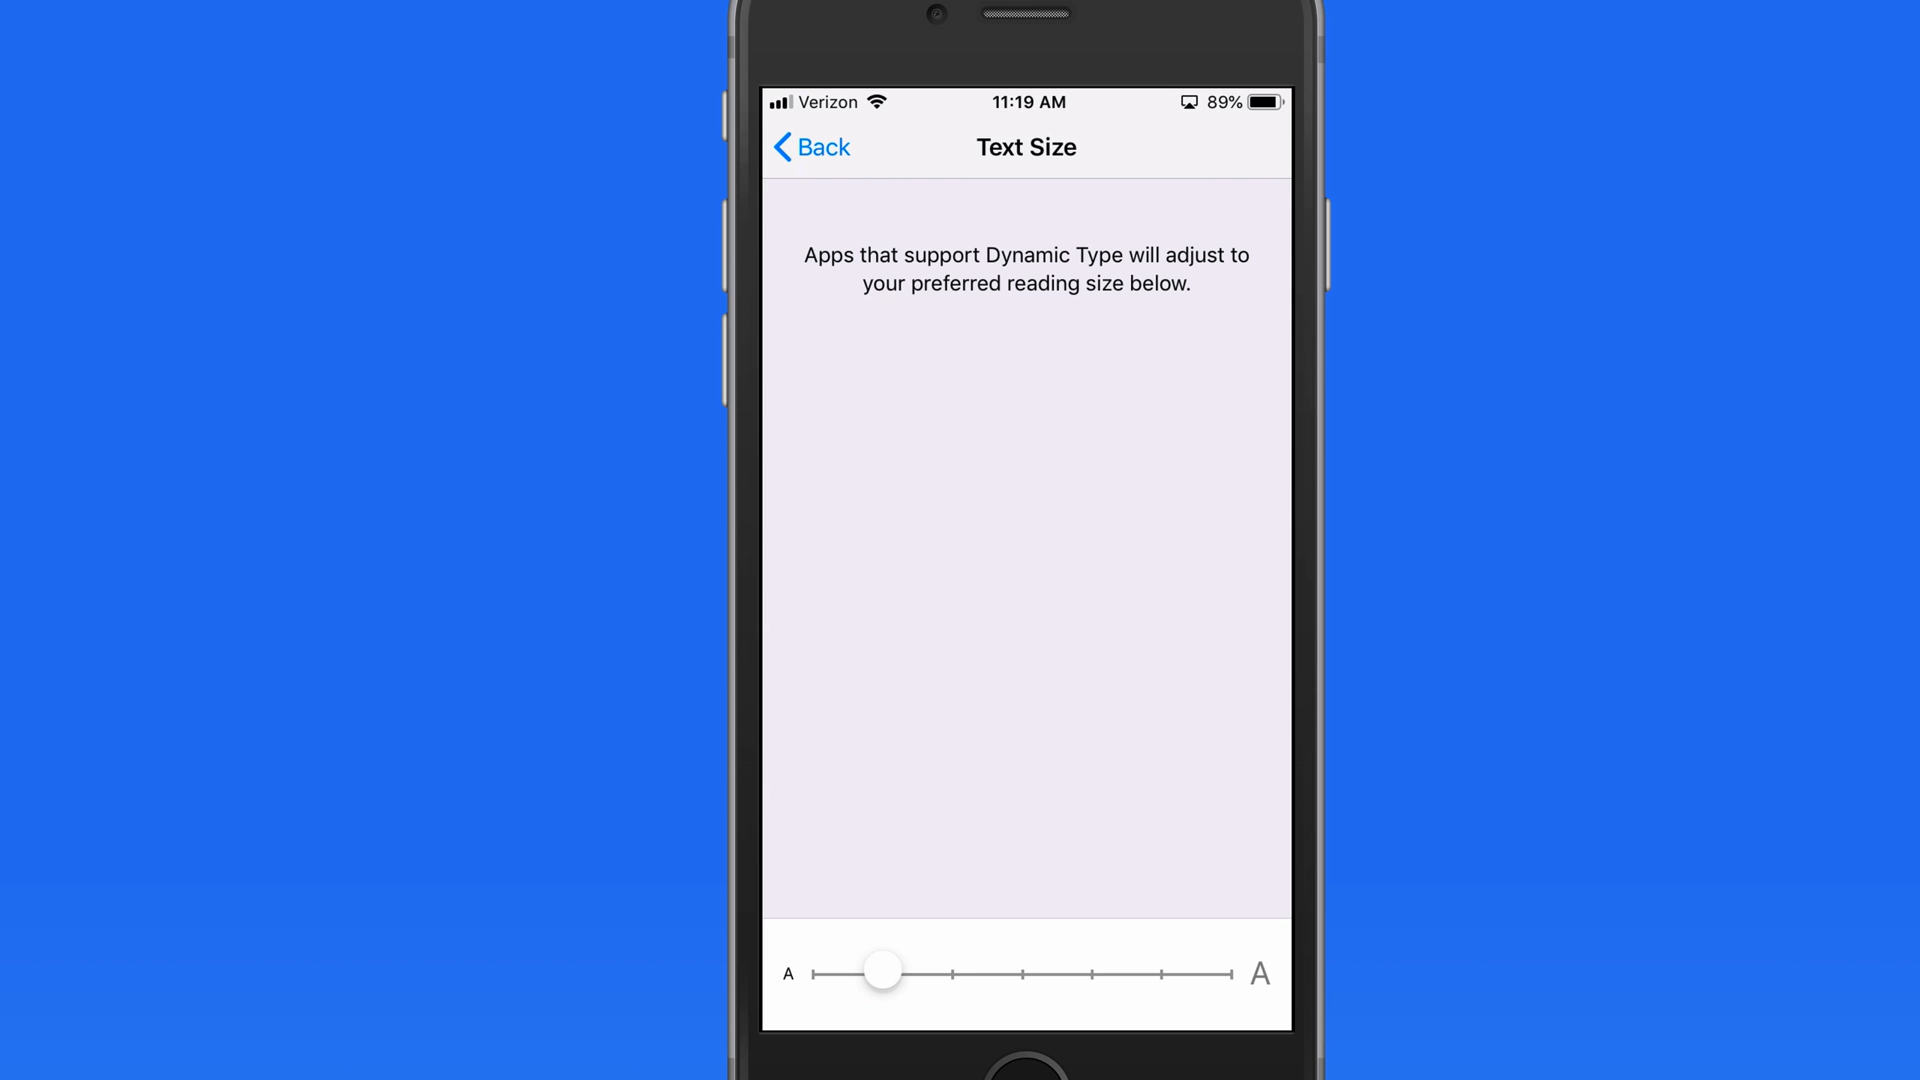 Verizon 11:19 AM 89%
Back Text Size
Apps that support Dynamic Type will adjust to
your preferred reading size below.
A A